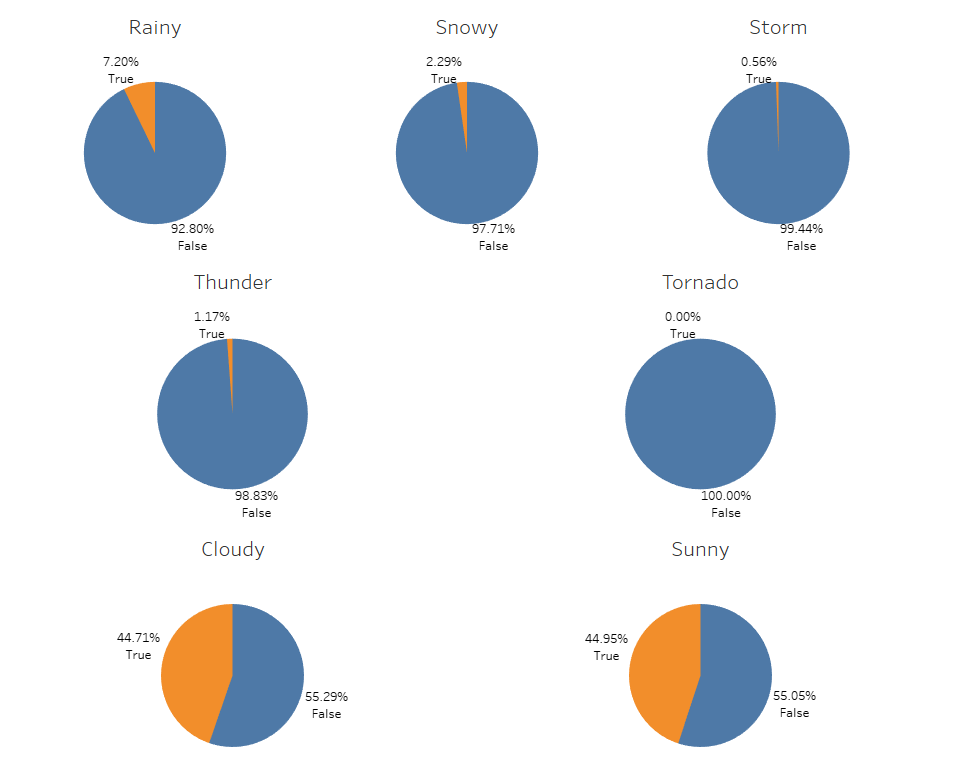 Rainy
7.20%
True
92.80%
False
Snowy
2.29%
True
97.71%
False
Storm
0.56%
True
99.44%
False
Thunder
1.17%
True
98.83%
False
Tornado
0.00%
True
100.00%
False
Cloudy
44.71%
True
55.29%
False
Sunny
44.95%
True
55.05%
False